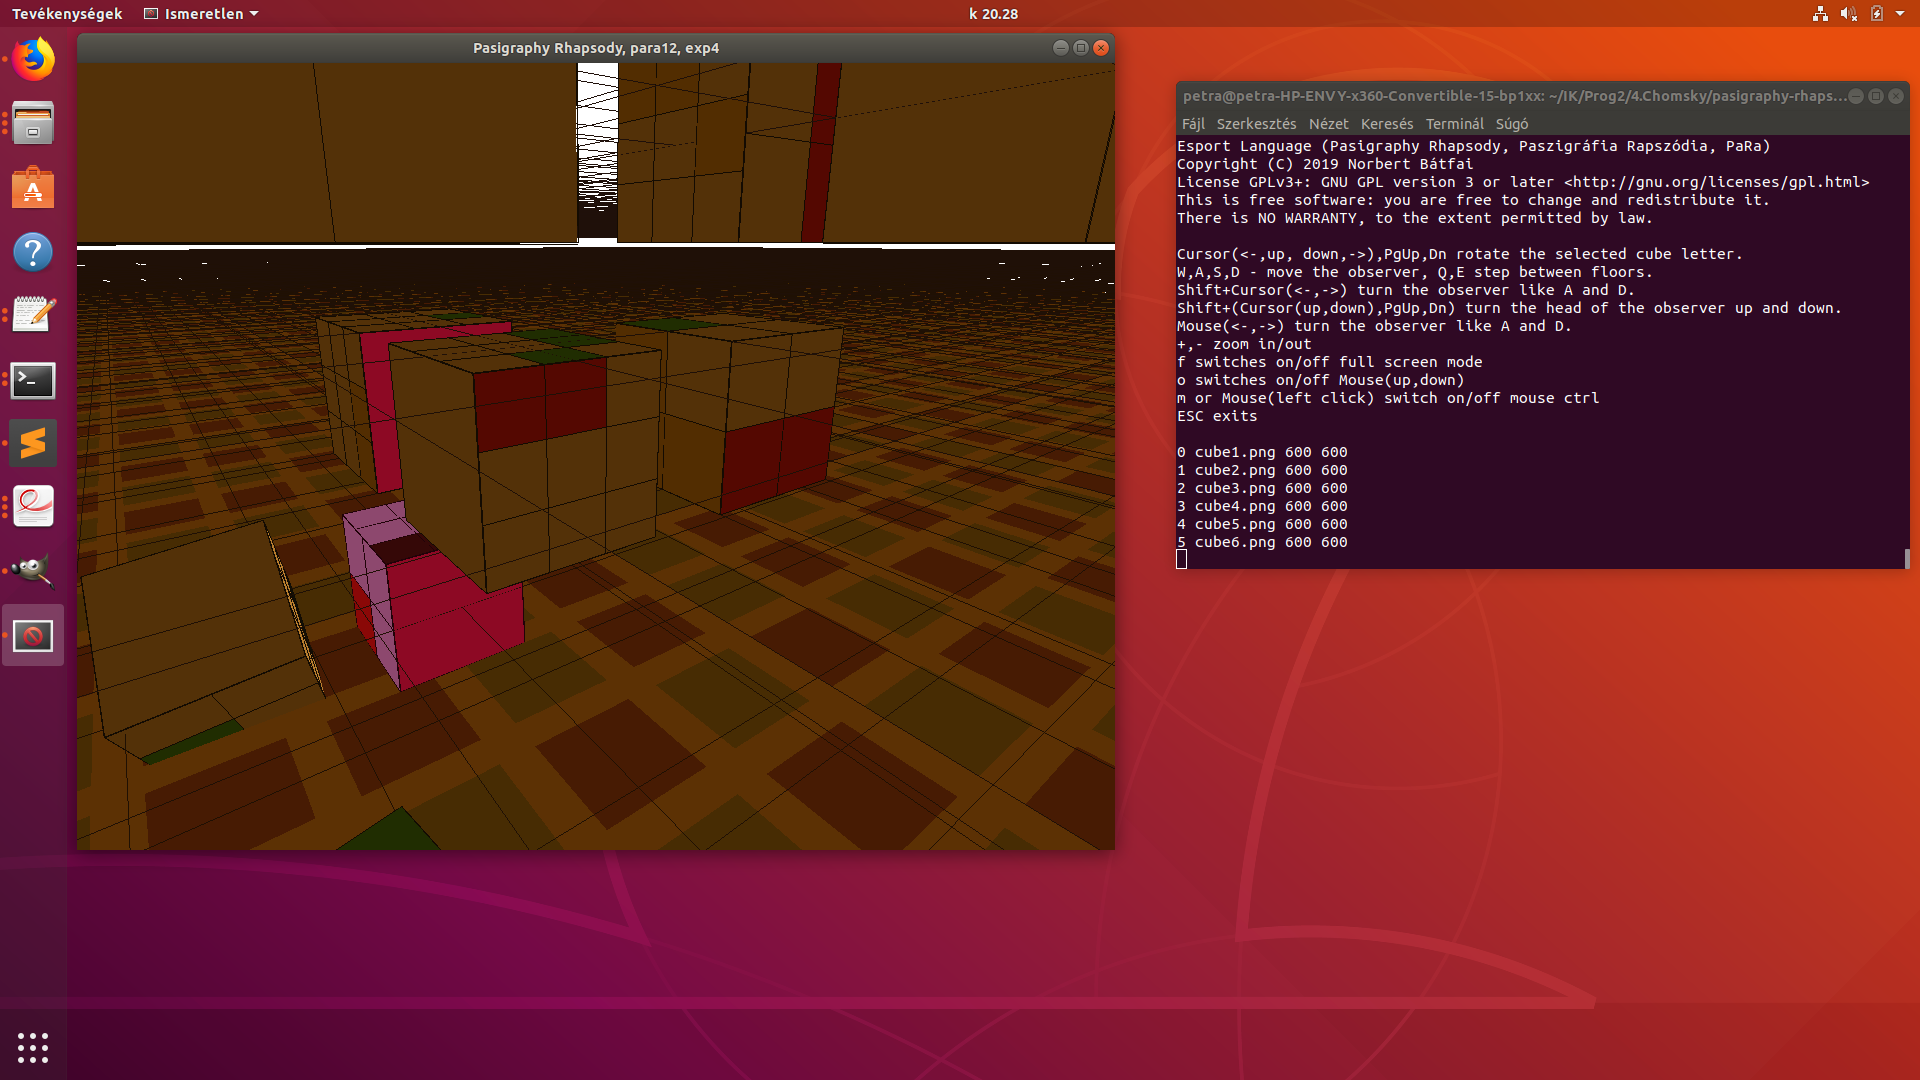 Tevékenységek
Ismeretlen
k 20.28
Pasigraphy Rhapsody, para12, exp4
petra@petra-HP-ENVY-x360-Convertible-15-bp1xx: ~/IK/Prog2/4.Chomsky/pasigraphy-rhaps...
Fájl Szerkesztés Nézet Keresés Terminál Súgó
Esport Language (Pasigraphy Rhapsody, Paszigráfia Rapszódia, PaRa)
Copyright (C) 2019 Norbert Bátfai
License GPLv3+: GNU GPL version 3 or later <http://gnu.org/licenses/gpl.html>
This is free software: you are free to change and redistribute it.
There is NO WARRANTY, to the extent permitted by law.
Cursor(<-,up, down,->),PgUp,Dn rotate the selected cube letter.
W,A,S,D - move the observer, Q,E step between floors.
Shift+Cursor(<-,->) turn the observer like A and D.
Shift+(Cursor(up,down),PgUp,Dn) turn the head of the observer up and down.
Mouse(<-,->) turn the observer like A and D.
+,- zoom in/out
f switches on/off full screen mode
o switches on/off Mouse(up,down)
m or Mouse(left click) switch on/off mouse ctrl
ESC exits
0 cube1.png 600 600
1 cube2.png 600 600
2 cube3.png 600 600
3 cube4.png 600 600
4 cube5.png 600 600
5 cube6.png 600 600